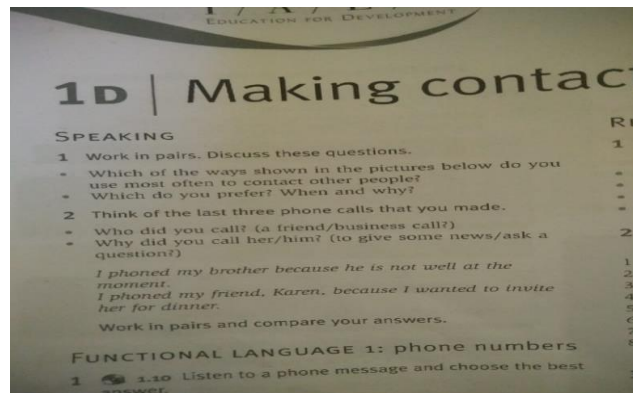 EDUCATION FOR DEVELOPMENT
1D | Making contac
SPEAKING
1 Work in pairs. Discuss these questions.
• Which of the ways shown in the pictures below do you
use most often to contact other people?
• Which do you prefer? When and why?
2 Think of the last three phone calls that you made.
• Who did you call? (a friend/business call?)
• Why did you call her/him? (to give some news/ask a
question?)
I phoned my brother because he is not well at the
moment.
I phoned my friend, Karen, because I wanted to invite
her for dinner.
Work in pairs and compare your answers.
FUNCTIONAL LANGUAGE 1: phone numbers
1 1.10 Listen to a phone message and choose the best
answer.
R
1
2